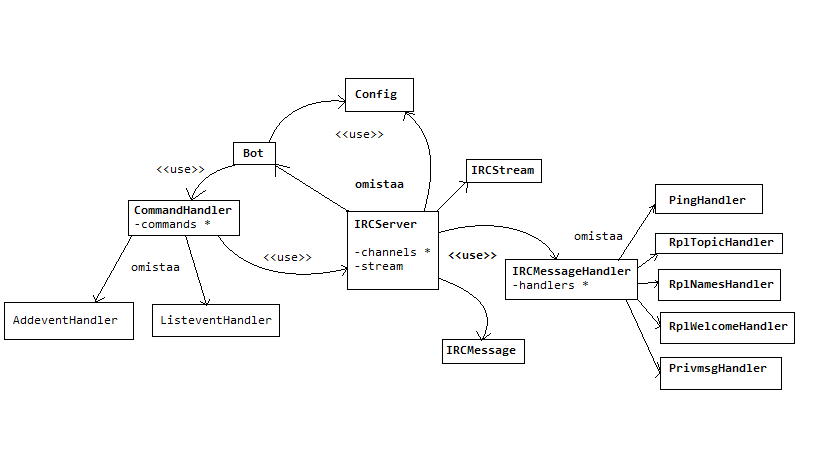 Config
<<use>>
Bot
<<use>>
IRCStream
omistaa
PingHandler
CommandHandler
-commands *
IRCServer
-channels *
-stream
omistaa
RplTopicHandler
<<use>>
<<use>>
omistaa
IRCMessageHandler
-handlers *
RplNamesHandler
AddeventHandler
ListeventHandler
RplWelcomeHandler
IRCMessage
PrivmsgHandler